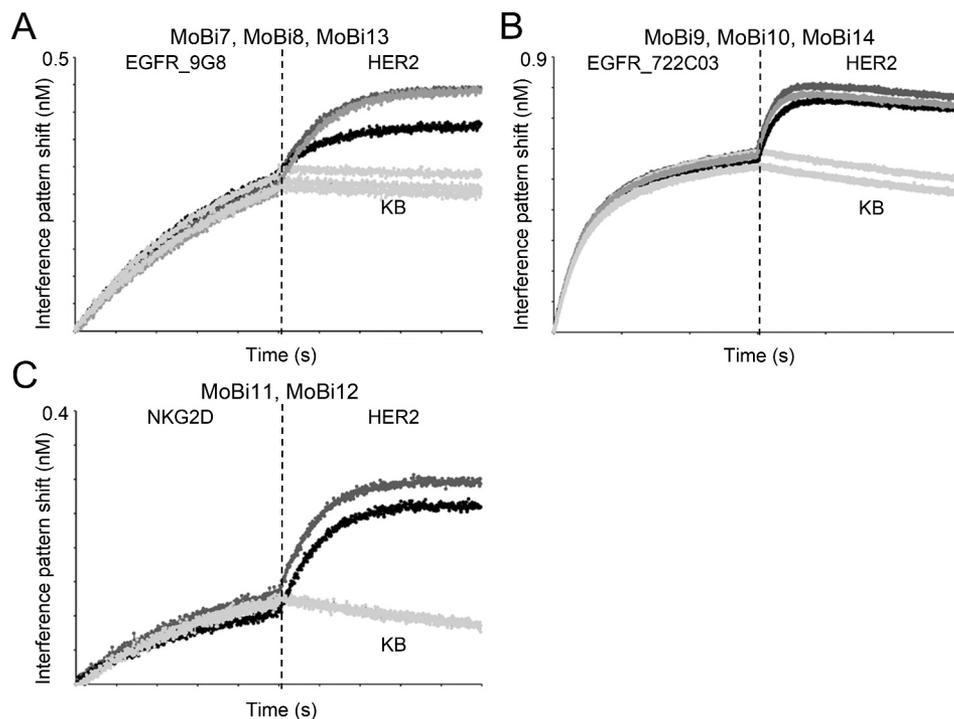 A
MoBi7, MoBi8, MoBi13
EGFR_9G8
HER2
0.5
Interference pattern shift (nM)
KB
Time (s)
B
MoBi9, MoBi10, MoBi14
EGFR_722C03
HER2
0.9
Interference pattern shift (nM)
KB
Time (s)
C
MoBi11, MoBi12
NKG2D
HER2
0.4
Interference pattern shift (nM)
KB
Time (s)